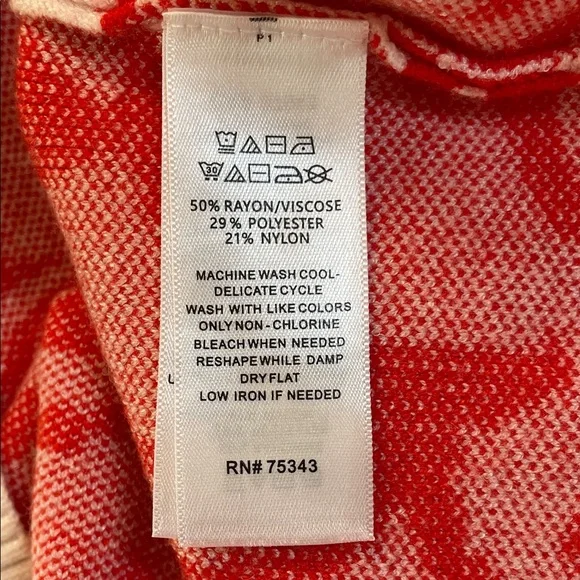 P1
30
50% RAYON/VISCOSE
29% POLYESTER
21% NYLON
MACHINE WASH COOL-
DELICATE CYCLE
WASH WITH LIKE COLORS
ONLY NON-CHLORINE
BLEACH WHEN NEEDED
RESHAPE WHILE DAMP
DRY FLAT
LOW IRON IF NEEDED
RN# 75343